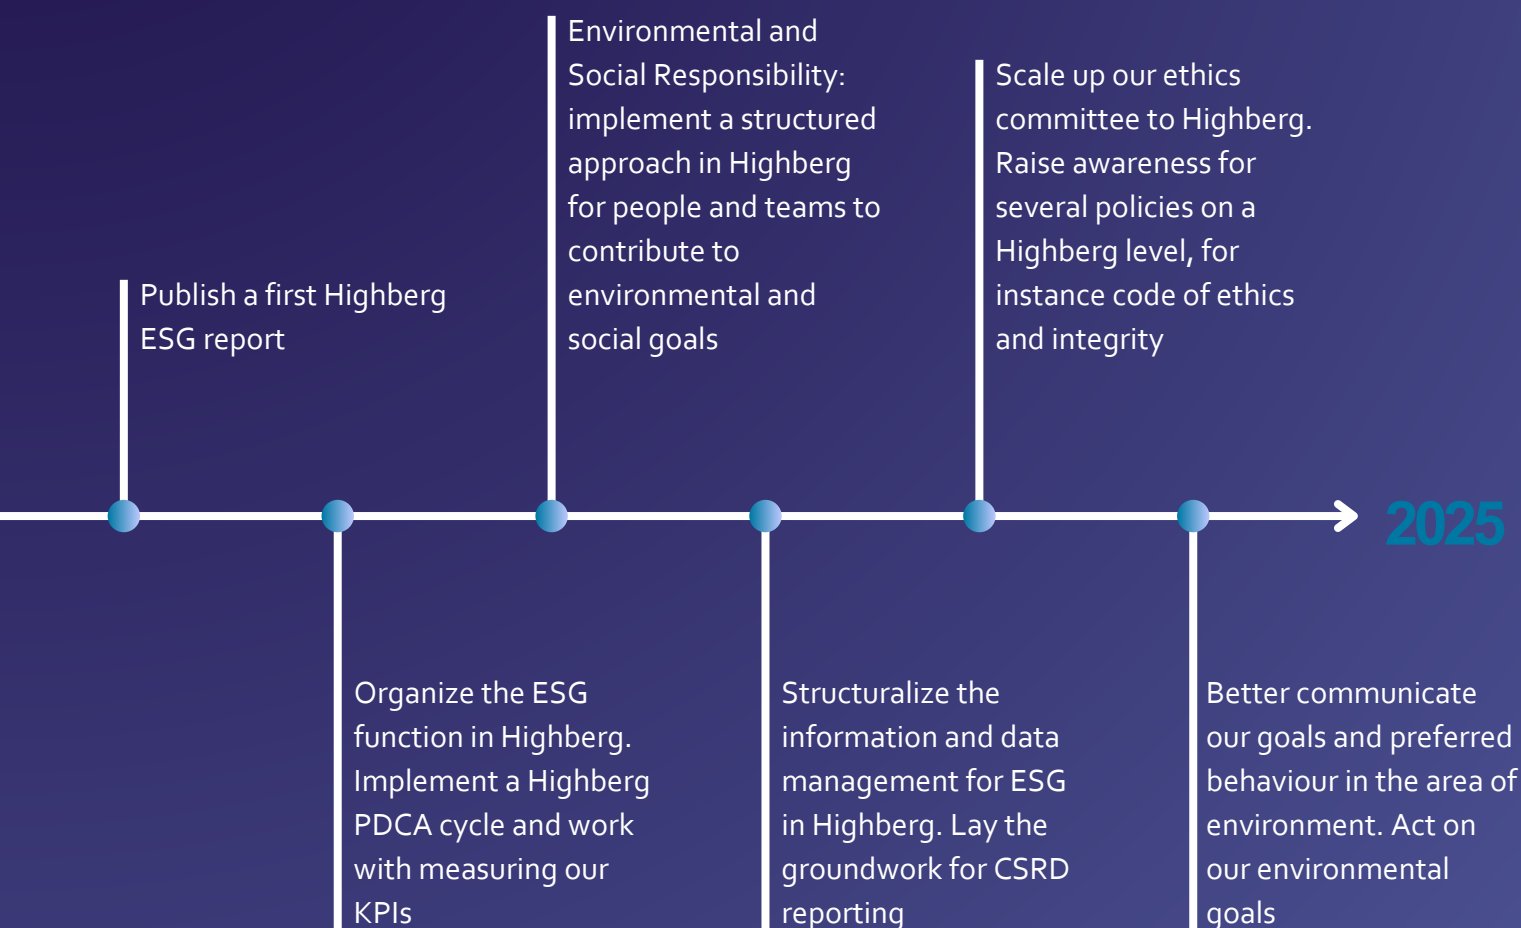 Publish a first Highberg
ESG report
Organize the ESG
function in Highberg.
Implement a Highberg
PDCA cycle and work
with measuring our
KPIs
Environmental and
Social Responsibility:
implement a structured
approach in Highberg
for people and teams to
contribute to
environmental and
social goals
Structuralize the
information and data
management for ESG
in Highberg. Lay the
groundwork for CSRD
reporting
Scale up our ethics
committee to Highberg.
Raise awareness for
several policies on a
Highberg level, for
instance code of ethics
and integrity
Better communicate
our goals and preferred
behaviour in the area of
environment. Act on
our environmental
goals
2025